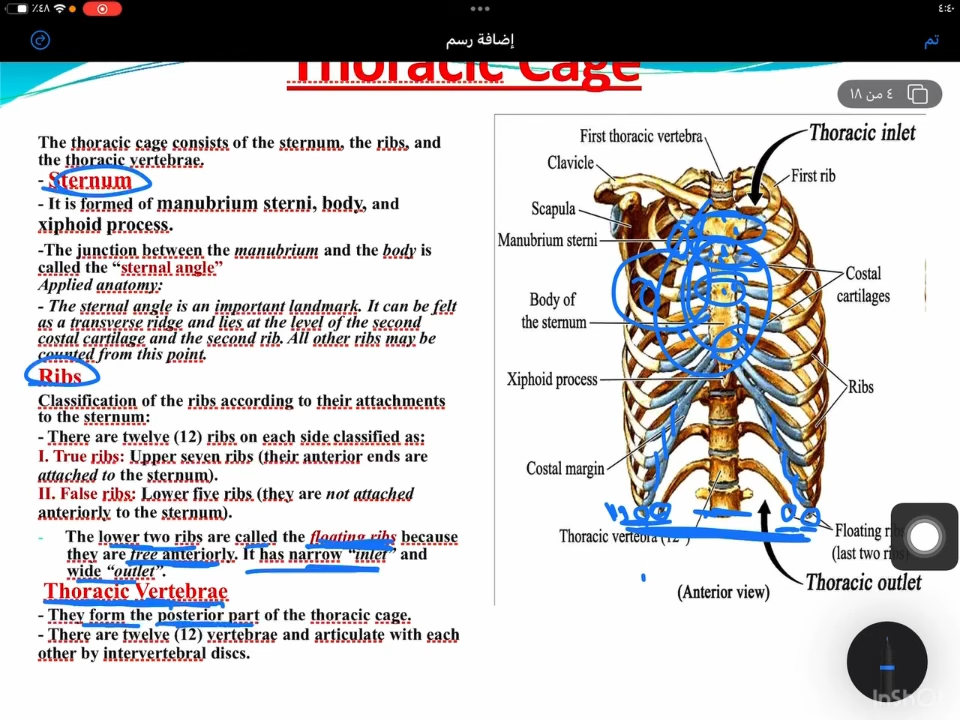 ٪٤٨
٤:٤٠
إضافة رسم
تم
Thoracic Cage
٤ من ١٨
The thoracic cage consists of the sternum, the ribs, and
the thoracic vertebrae.
- Sternum
- It is formed of manubrium sterni, body, and
xiphoid process.
-The junction between the manubrium and the body is
called the “sternal angle”
Applied anatomy:
- The sternal angle is an important landmark. It can be felt
as a transverse ridge and lies at the level of the second
costal cartilage and the second rib. All other ribs may be
counted from this point.
Ribs
Classification of the ribs according to their attachments
to the sternum:
- There are twelve (12) ribs on each side classified as:
I. True ribs: Upper seven ribs (their anterior ends are
attached to the sternum).
II. False ribs: Lower five ribs (they are not attached
anteriorly to the sternum).
- The lower two ribs are called the floating ribs because
they are free anteriorly. It has narrow “inlet” and
wide “outlet”.
Thoracic Vertebrae
- They form the posterior part of the thoracic cage.
- There are twelve (12) vertebrae and articulate with each
other by intervertebral discs.
First thoracic vertebra
Thoracic inlet
Clavicle
First rib
Scapula
Manubrium sterni
Costal
cartilages
Body of
the sternum
Xiphoid process
Ribs
Costal margin
Thoracic vertebra (12
Floating ribs
(last two ribs
Thoracic outlet
(Anterior view)
InShOt